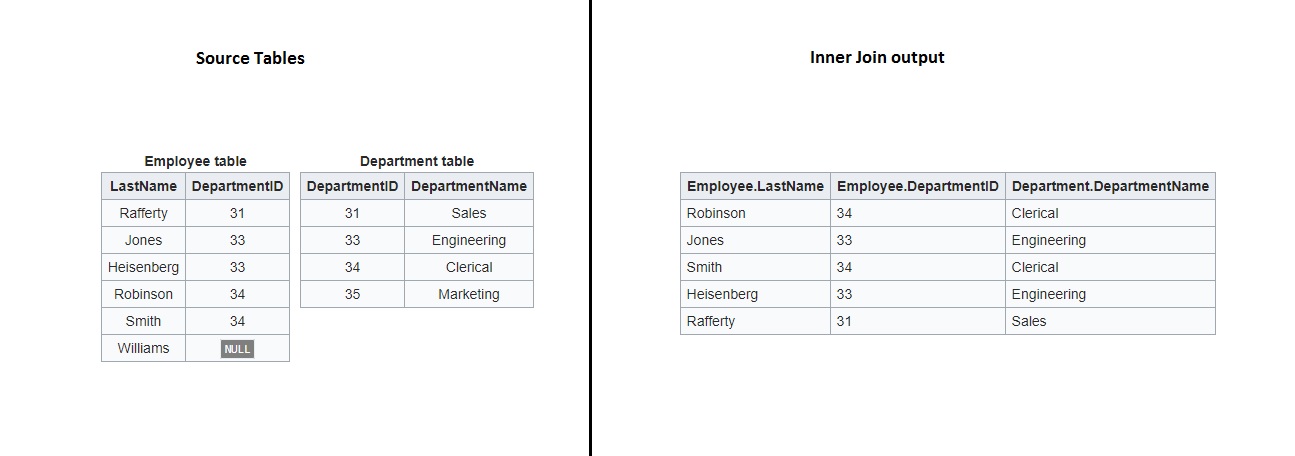 Source Tables
Employee table
LastName DepartmentID
Rafferty 31
Jones 33
Heisenberg 33
Robinson 34
Smith 34
Williams NULL
Department table
DepartmentID DepartmentName
31 Sales
33 Engineering
34 Clerical
35 Marketing
Inner Join output
Employee.LastName Employee.DepartmentID Department.DepartmentName
Robinson 34 Clerical
Jones 33 Engineering
Smith 34 Clerical
Heisenberg 33 Engineering
Rafferty 31 Sales